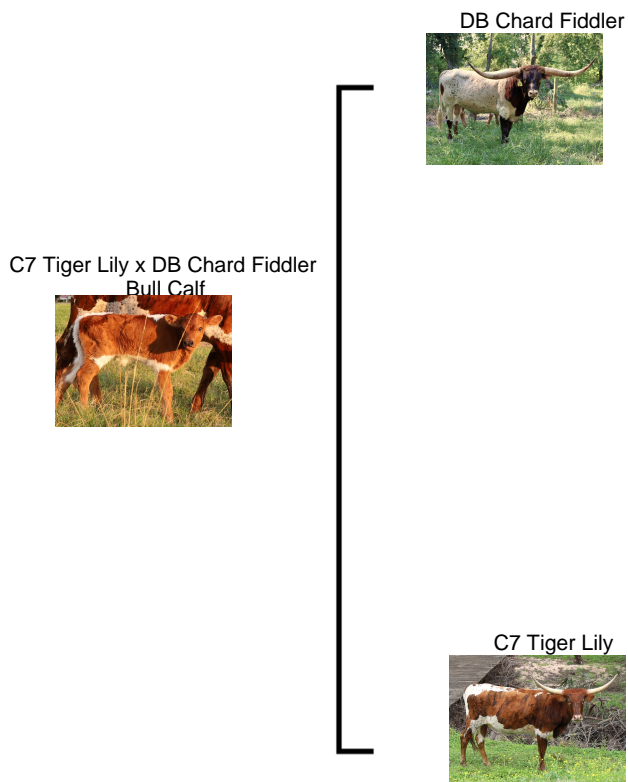 DB Chard Fiddler
C7 Tiger Lily x DB Chard Fiddler
Bull Calf
C7 Tiger Lily